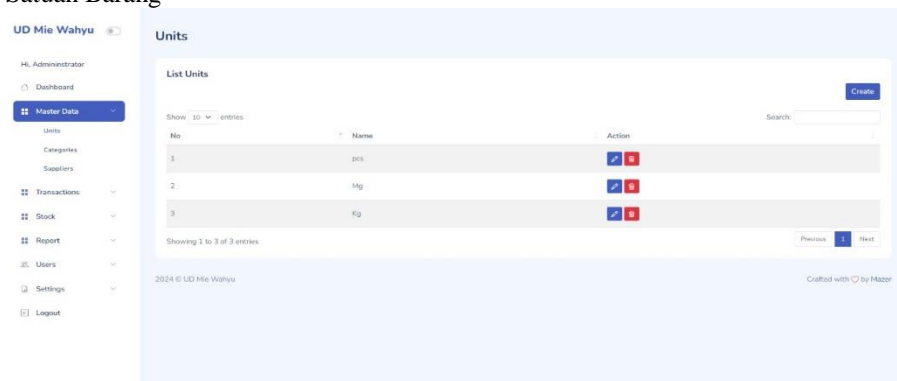 Satuan Barang
UD Mie Wahyu
Hi, Admininstrator
Dashboard
Master Data
Units
Categories
Suppliers
Transactions
Stock
Report
Users
Settings
Logout
Units
List Units
Create
Show 10 entries
Search:
No Name Action
1 pcs
2 Mg
3 Kg
Showing 1 to 3 of 3 entries
Previous 1 Next
2024 © UD Mie Wahyu
Crafted with by Mazer